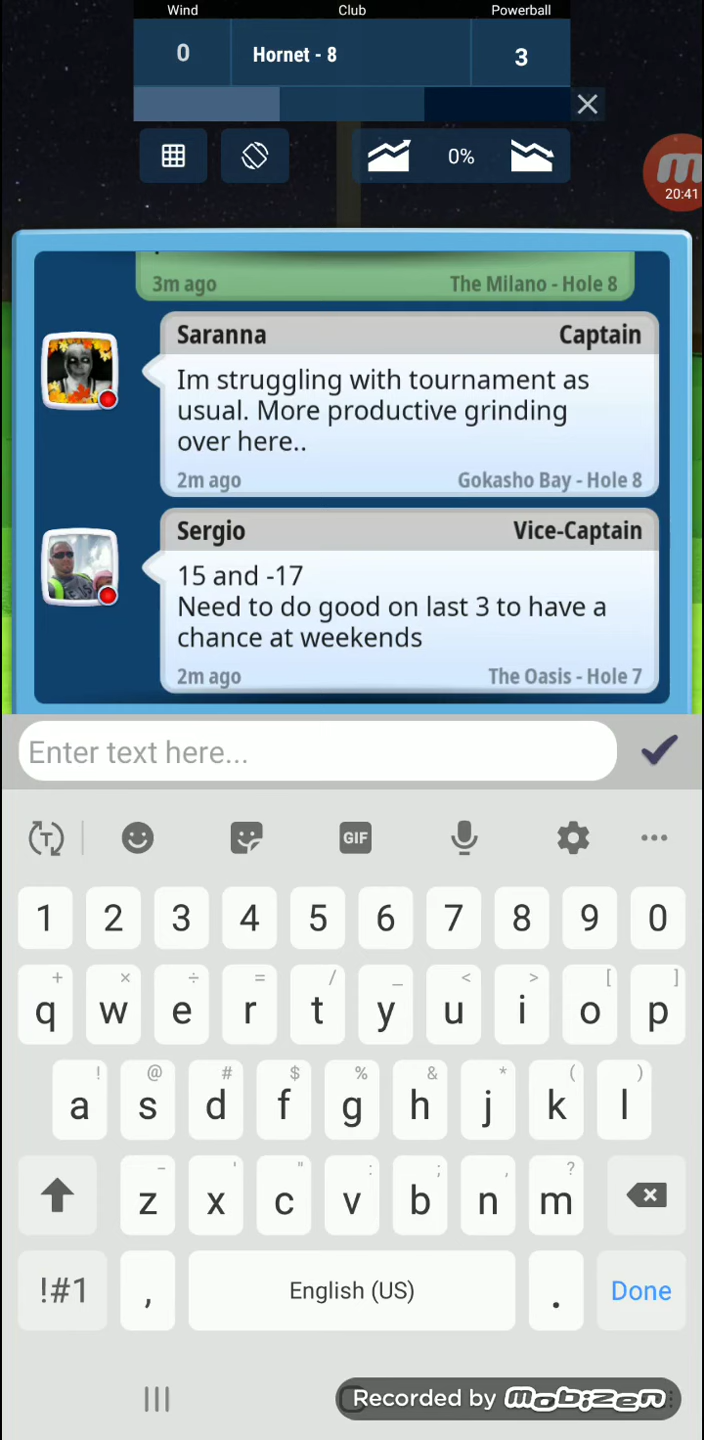 Wind Club Powerball
0 Hornet - 8 3
0%
20:41
3m ago The Milano - Hole 8
Saranna Captain
Im struggling with tournament as
usual. More productive grinding
over here..
2m ago Gokasho Bay - Hole 8
Sergio Vice-Captain
15 and -17
Need to do good on last 3 to have a
chance at weekends
2m ago The Oasis - Hole 7
Enter text here...
T GIF
1 2 3 4 5 6 7 8 9 0
+ × ÷ = / _ < > [ ]
q w e r t y u i o p
! @ # $ % & * ( )
a s d f g h j k l
- ' " : ; , ?
z x c v b n m
!#1 , English (US) . Done
Recorded by mobizen